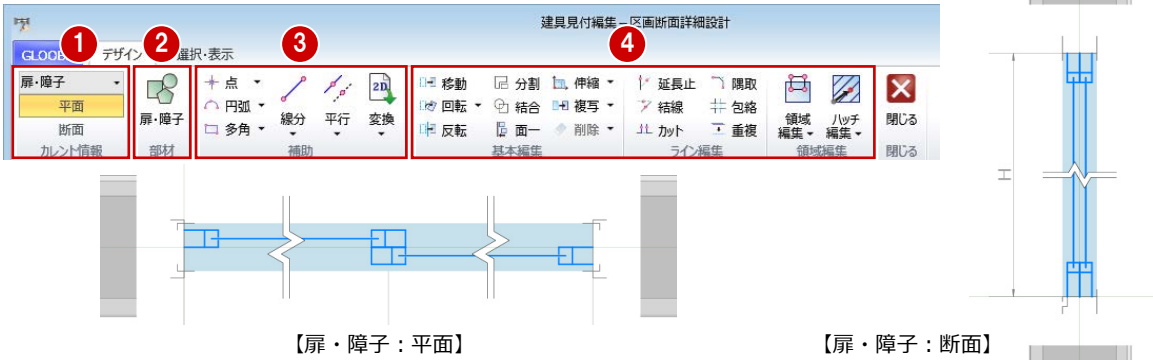 建具見付編集 – 区画断面詳細設計
1 2 3 4
GLOOBE デザイン 選択・表示
扉・障子
平面
断面
カレント情報
扉・障子
部材
点
円弧
多角
線分
平行
変換
補助
移動 分割 伸縮
回転 結合 複写
反転 面一 削除
基本編集
延長止 隅取
結線 包絡
カット 重複
ライン編集
領域
編集
ハッチ
編集
領域編集
閉じる
閉じる
H
【扉・障子：平面】
【扉・障子：断面】